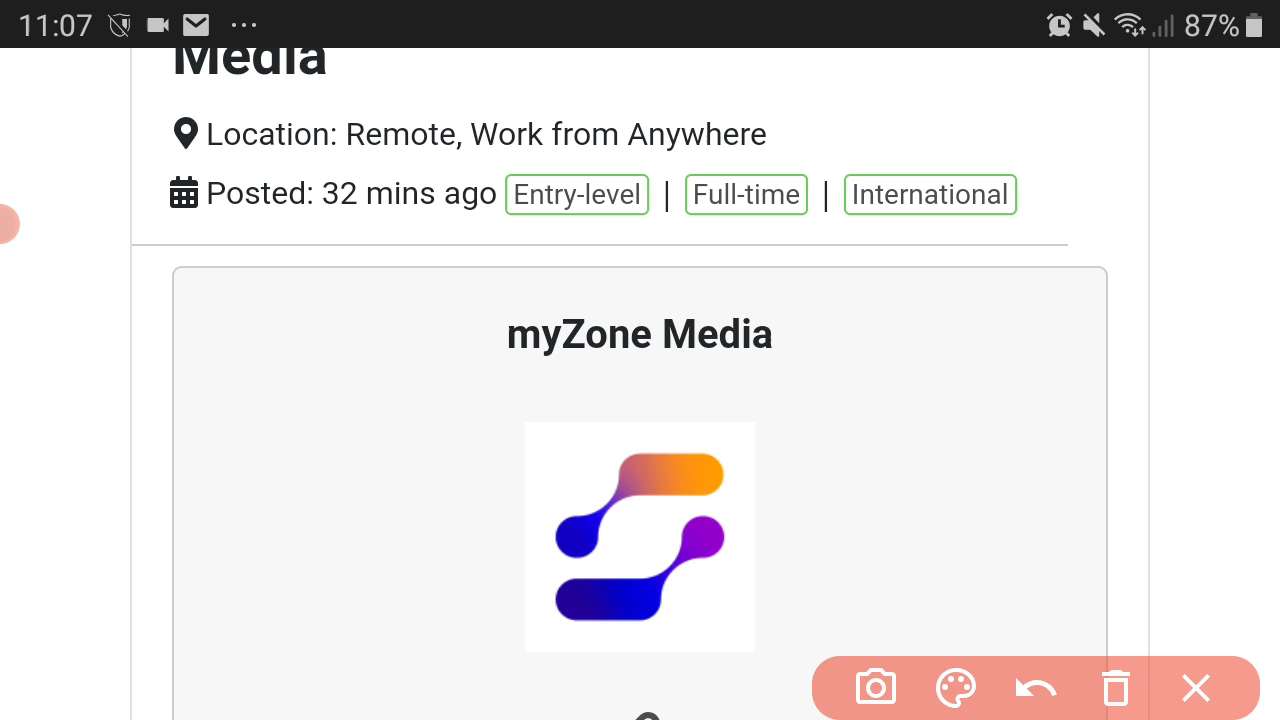 11:07
87%
Media
Location: Remote, Work from Anywhere
Posted: 32 mins ago Entry-level | Full-time | International
myZone Media